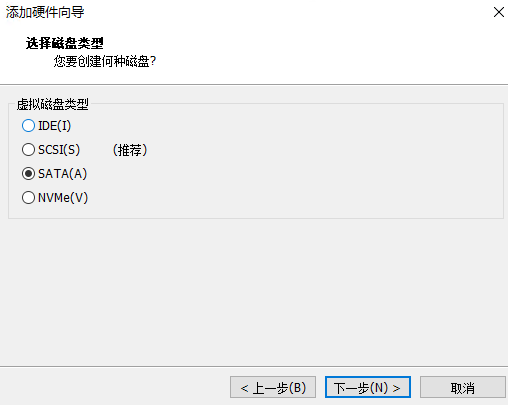 添加硬件向导
选择磁盘类型
您要创建何种磁盘?
虚拟磁盘类型
IDE(I)
SCSI(S) (推荐)
SATA(A)
NVMe(V)
< 上一步(B) 下一步(N) > 取消